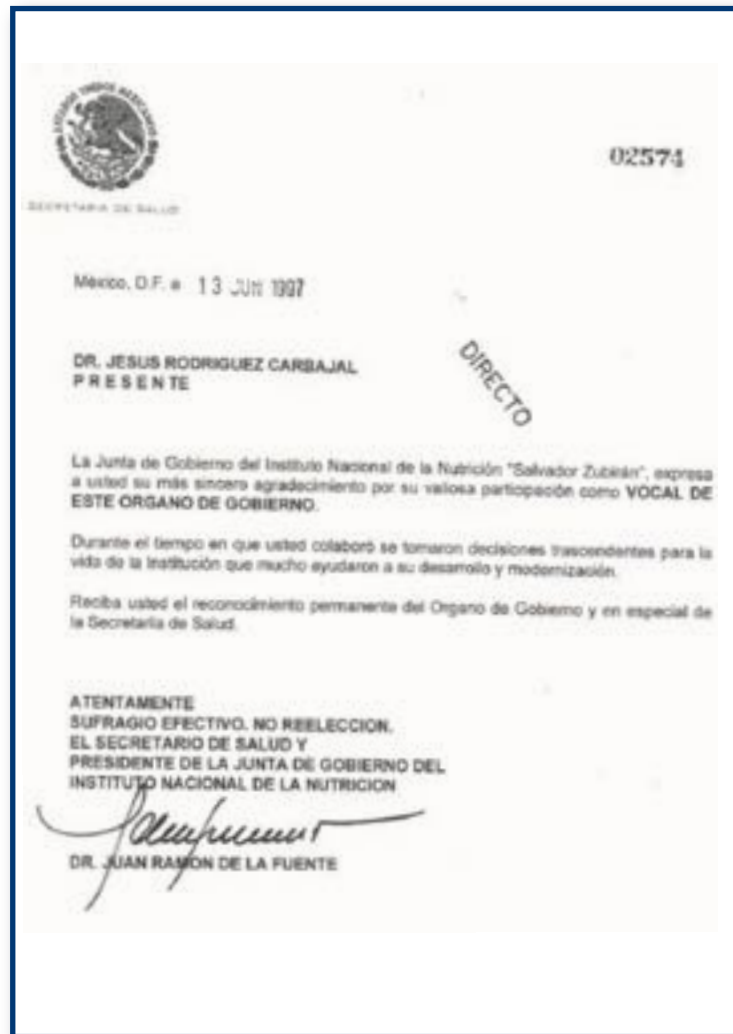 ESTADOS UNIDOS MEXICANOS
SECRETARIA DE SALUD
02574
México, D.F. a 13 JUN 1997
DIRECTO
DR. JESUS RODRIGUEZ CARBAJAL
P R E S E N T E
La Junta de Gobierno del Instituto Nacional de la Nutrición "Salvador Zubirán", expresa
a usted su más sincero agradecimiento por su valiosa participación como VOCAL DE
ESTE ORGANO DE GOBIERNO.
Durante el tiempo en que usted colaboró se tomaron decisiones trascendentes para la
vida de la Institución que mucho ayudaron a su desarrollo y modernización.
Reciba usted el reconocimiento permanente del Organo de Gobierno y en especial de
la Secretaría de Salud.
ATENTAMENTE
SUFRAGIO EFECTIVO. NO REELECCION.
EL SECRETARIO DE SALUD Y
PRESIDENTE DE LA JUNTA DE GOBIERNO DEL
INSTITUTO NACIONAL DE LA NUTRICION
DR. JUAN RAMON DE LA FUENTE